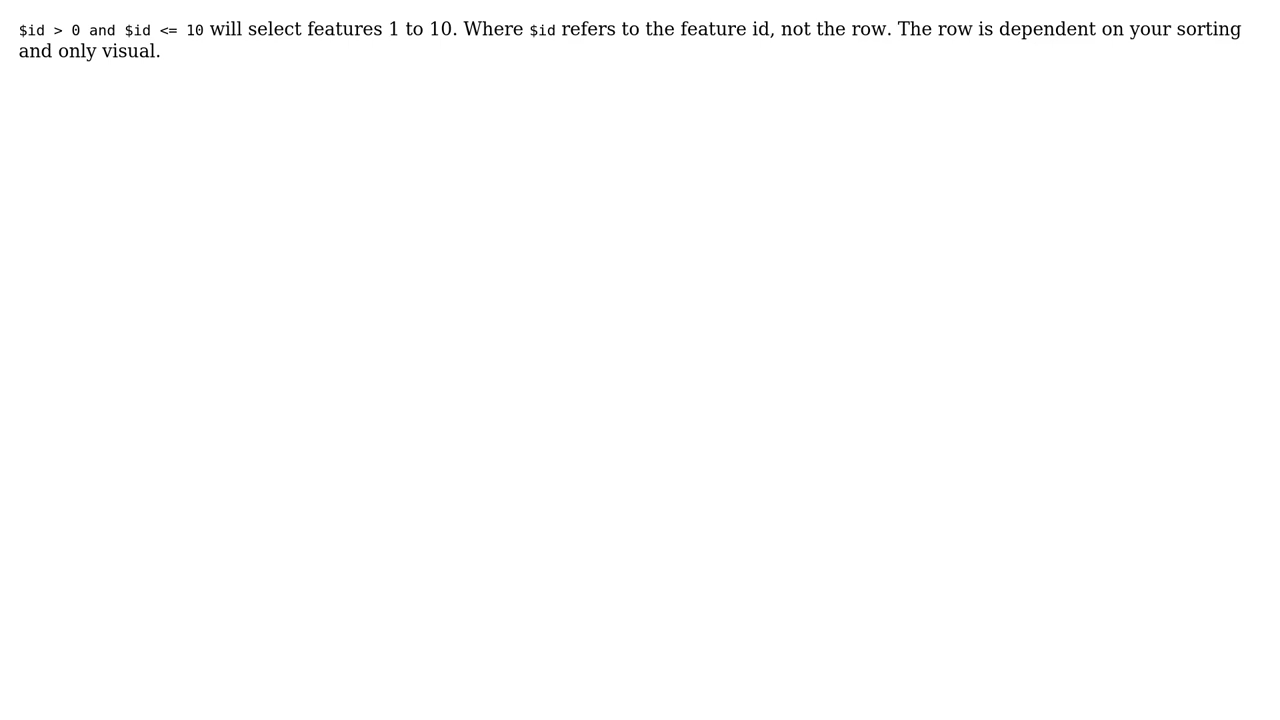 $id > 0 and $id <= 10 will select features 1 to 10. Where $id refers to the feature id, not the row. The row is dependent on your sorting
and only visual.